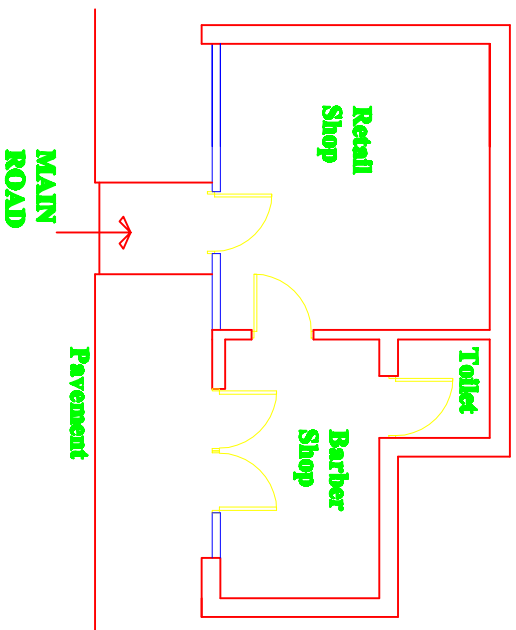 Retail
Shop
MAIN
ROAD
Toilet
Pavement
Barber
Shop